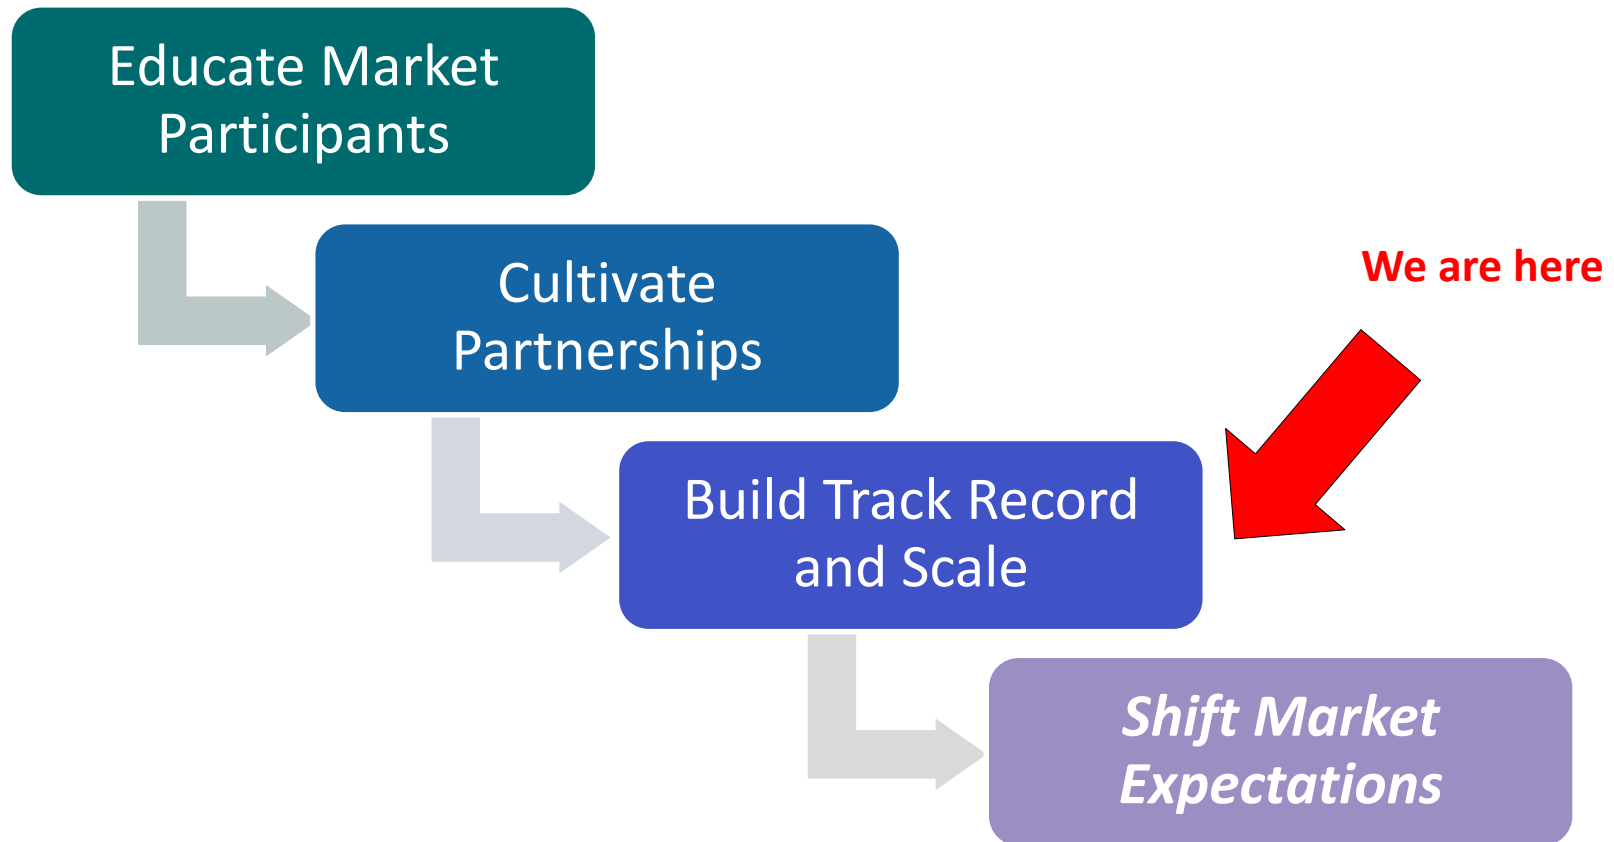 Educate Market
Participants
Cultivate
Partnerships
We are here
Build Track Record
and Scale
Shift Market
Expectations